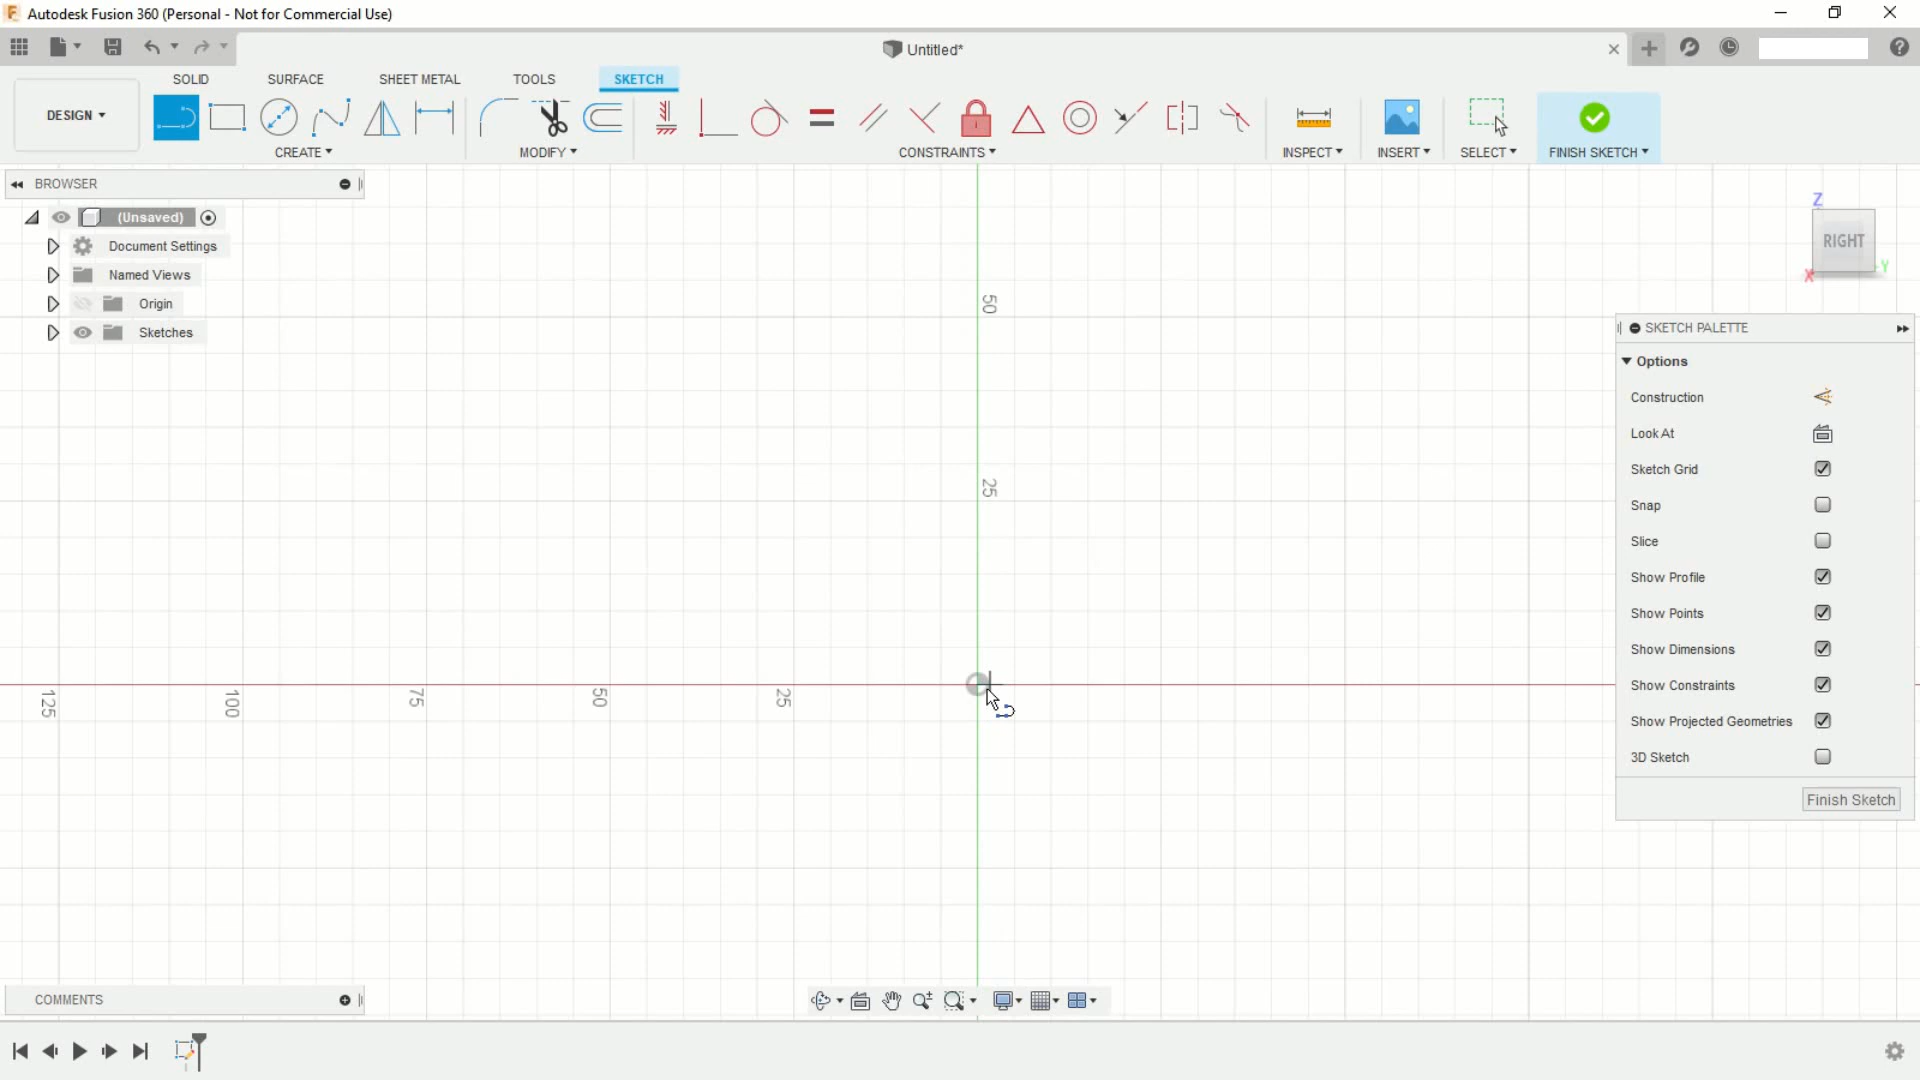 Autodesk Fusion 360 (Personal - Not for Commercial Use)
Untitled*
SOLID SURFACE SHEET METAL TOOLS SKETCH
DESIGN
CREATE MODIFY CONSTRAINTS INSPECT INSERT SELECT FINISH SKETCH
BROWSER
(Unsaved)
Document Settings
Named Views
Origin
Sketches
Z
RIGHT
X
Y
50
25
125 100 75 50 25
SKETCH PALETTE
Options
Construction
Look At
Sketch Grid
Snap
Slice
Show Profile
Show Points
Show Dimensions
Show Constraints
Show Projected Geometries
3D Sketch
Finish Sketch
COMMENTS